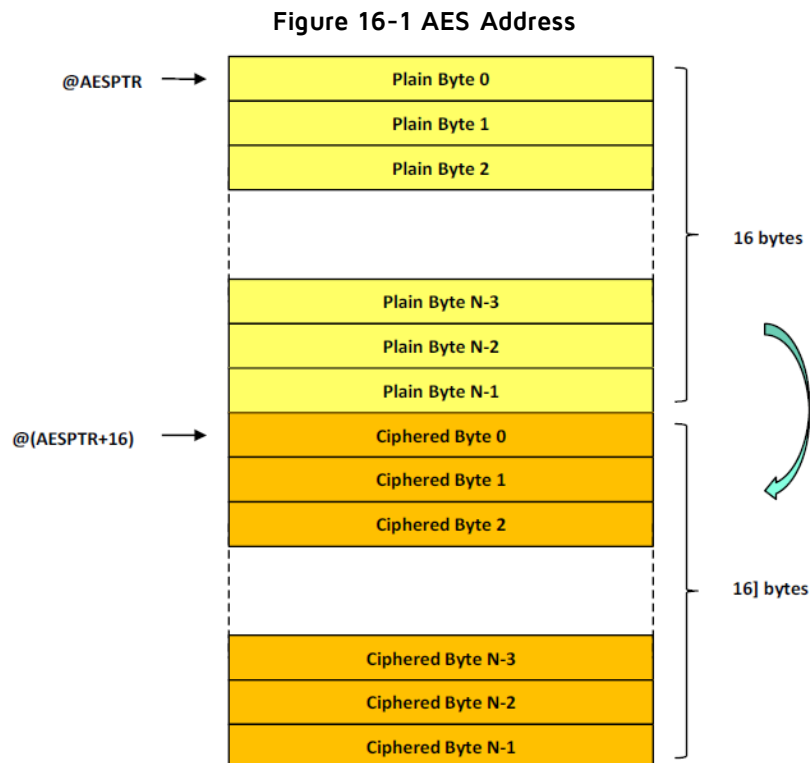 Figure 16-1 AES Address
@AESPTR
Plain Byte 0
Plain Byte 1
Plain Byte 2
16 bytes
Plain Byte N-3
Plain Byte N-2
Plain Byte N-1
@(AESPTR+16)
Ciphered Byte 0
Ciphered Byte 1
Ciphered Byte 2
16] bytes
Ciphered Byte N-3
Ciphered Byte N-2
Ciphered Byte N-1